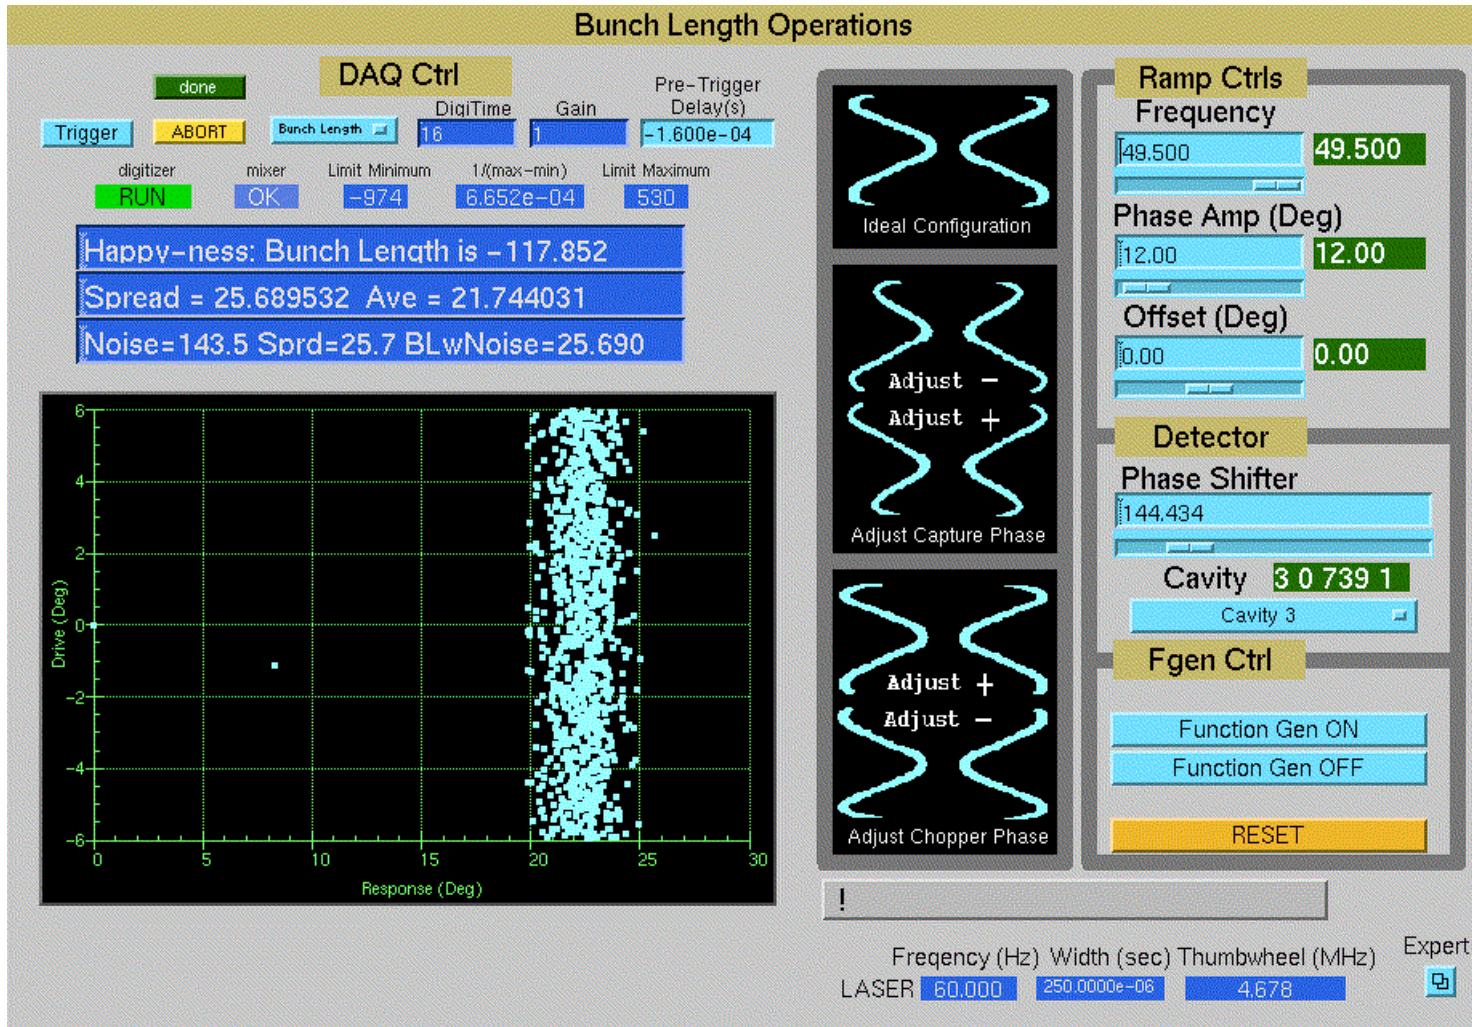 Bunch Length Operations
done
DAQ Ctrl
Pre-Trigger
DigiTime Gain Delay(s)
Trigger ABORT Bunch Length 16 1 -1.600e-04
digitizer mixer Limit Minimum 1/(max-min) Limit Maximum
RUN OK -974 6.652e-04 530
Happy-ness: Bunch Length is -117.852
Spread = 25.689532 Ave = 21.744031
Noise=143.5 Sprd=25.7 BLwNoise=25.690
6
4
2
0
-2
-4
-6
Drive (Deg)
0 5 10 15 20 25 30
Response (Deg)
Ideal Configuration
Adjust -
Adjust +
Adjust Capture Phase
Adjust +
Adjust -
Adjust Chopper Phase
Ramp Ctrls
Frequency
49.500 49.500
Phase Amp (Deg)
12.00 12.00
Offset (Deg)
0.00 0.00
Detector
Phase Shifter
144.434
Cavity 3 0 739 1
Cavity 3
Fgen Ctrl
Function Gen ON
Function Gen OFF
RESET
!
Freqency (Hz) Width (sec) Thumbwheel (MHz) Expert
LASER 60.000 250.0000e-06 4.678